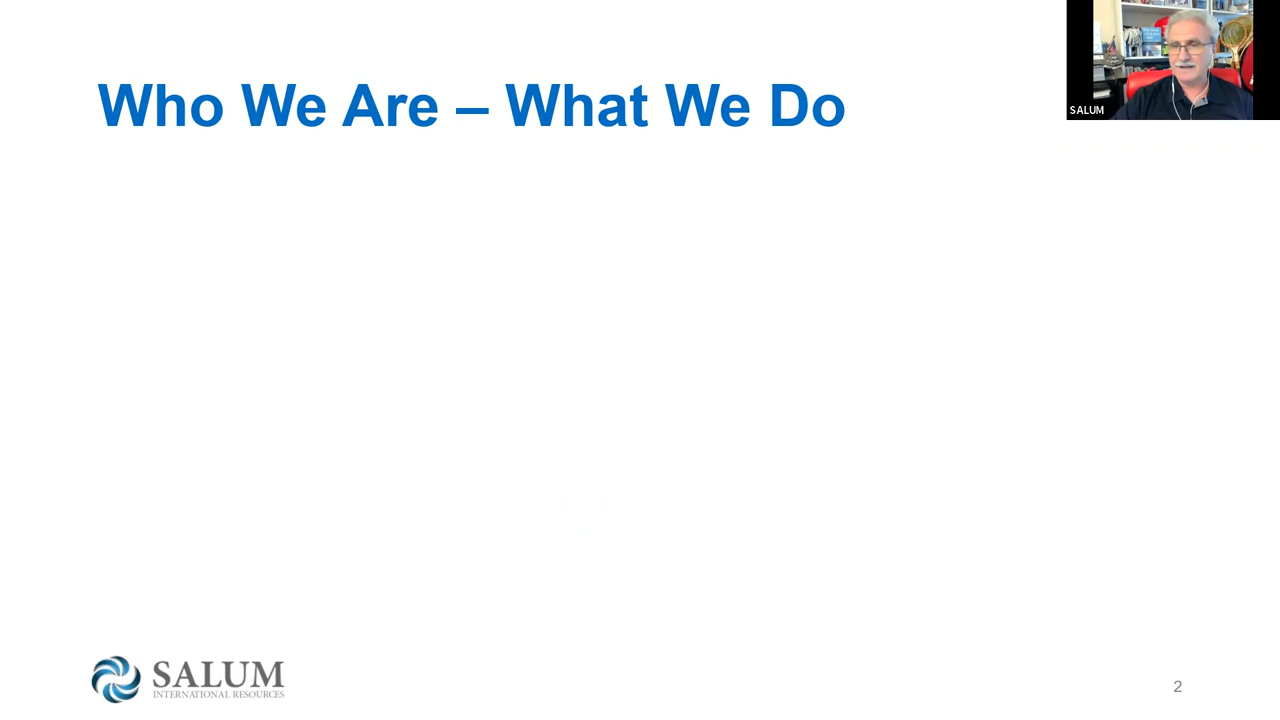 Who We Are – What We Do
SALUM
SALUM
INTERNATIONAL RESOURCES
2